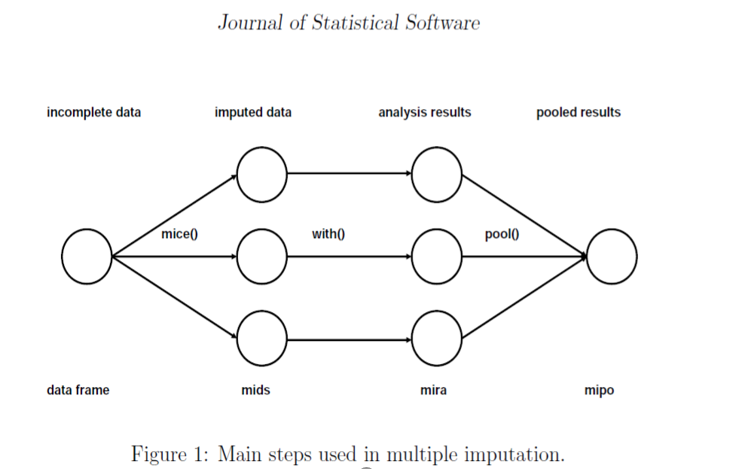 Journal of Statistical Software
incomplete data imputed data analysis results pooled results
mice() with() pool()
data frame mids mira mipo
Figure 1: Main steps used in multiple imputation.